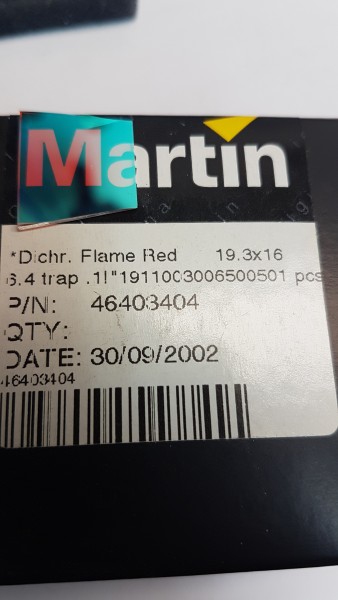 Martin
*Dichr. Flame Red 19.3x16
6.4 trap .1!"1911003006500501 pcs
P/N: 46403404
QTY:
DATE: 30/09/2002
46403404